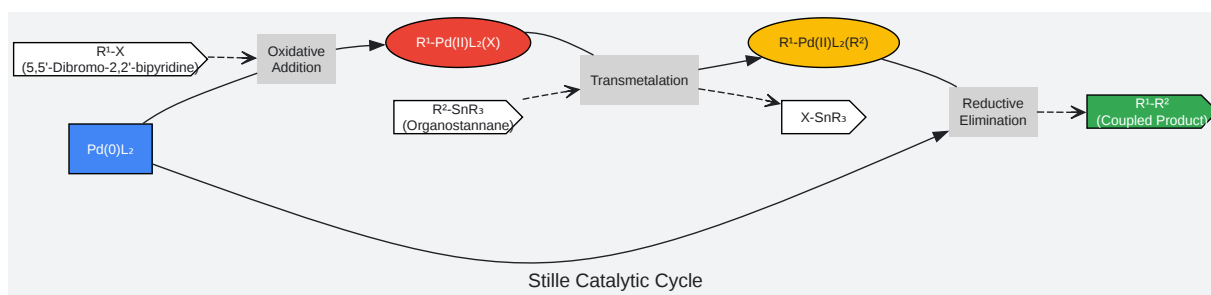 R¹-X
(5,5'-Dibromo-2,2'-bipyridine)
Oxidative
Addition
R¹-Pd(II)L₂(X)
Pd(0)L₂
R²-SnR₃
(Organostannane)
Transmetalation
R¹-Pd(II)L₂(R²)
X-SnR₃
Reductive
Elimination
R¹-R²
(Coupled Product)
Stille Catalytic Cycle